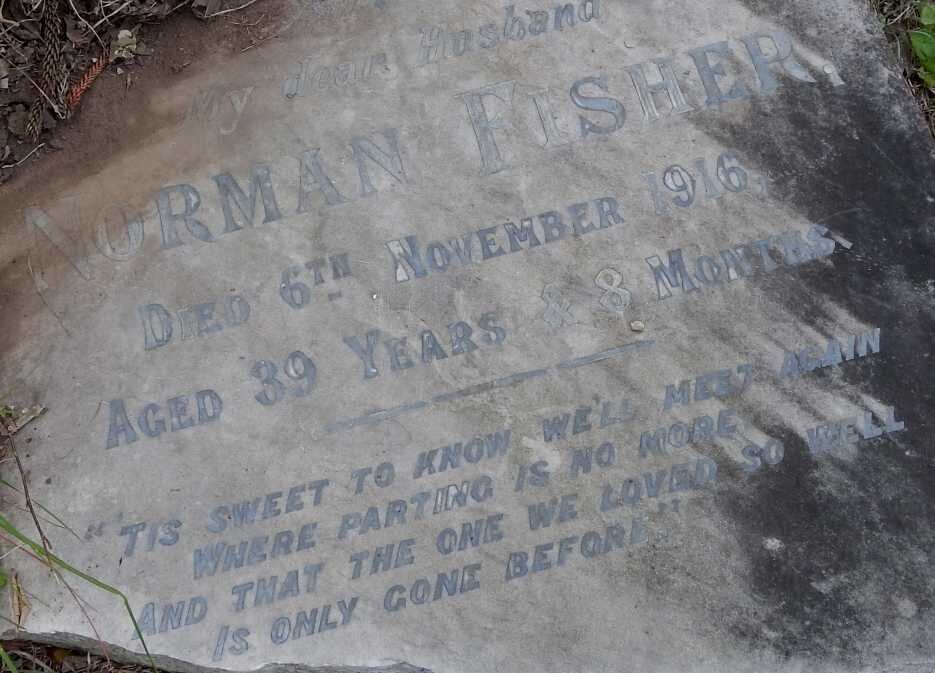 My dear Husband
NORMAN FISHER.
DIED 6TH NOVEMBER 1916,
AGED 39 YEARS & 8 MONTHS.
"'TIS SWEET TO KNOW WE'LL MEET AGAIN
WHERE PARTING IS NO MORE,
AND THAT THE ONE WE LOVED SO WELL
IS ONLY GONE BEFORE."